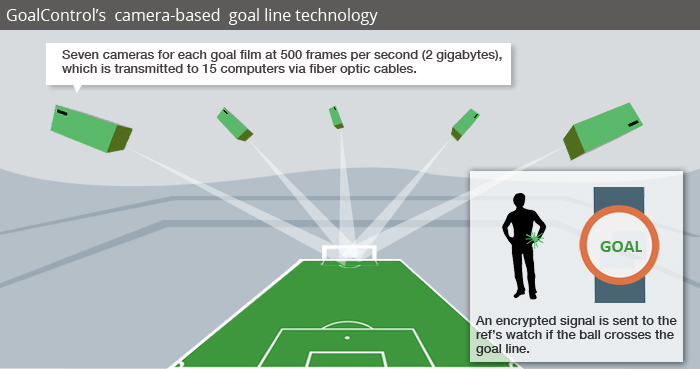 GoalControl's camera-based goal line technology
Seven cameras for each goal film at 500 frames per second (2 gigabytes),
which is transmitted to 15 computers via fiber optic cables.
GOAL
An encrypted signal is sent to the
ref's watch if the ball crosses the
goal line.